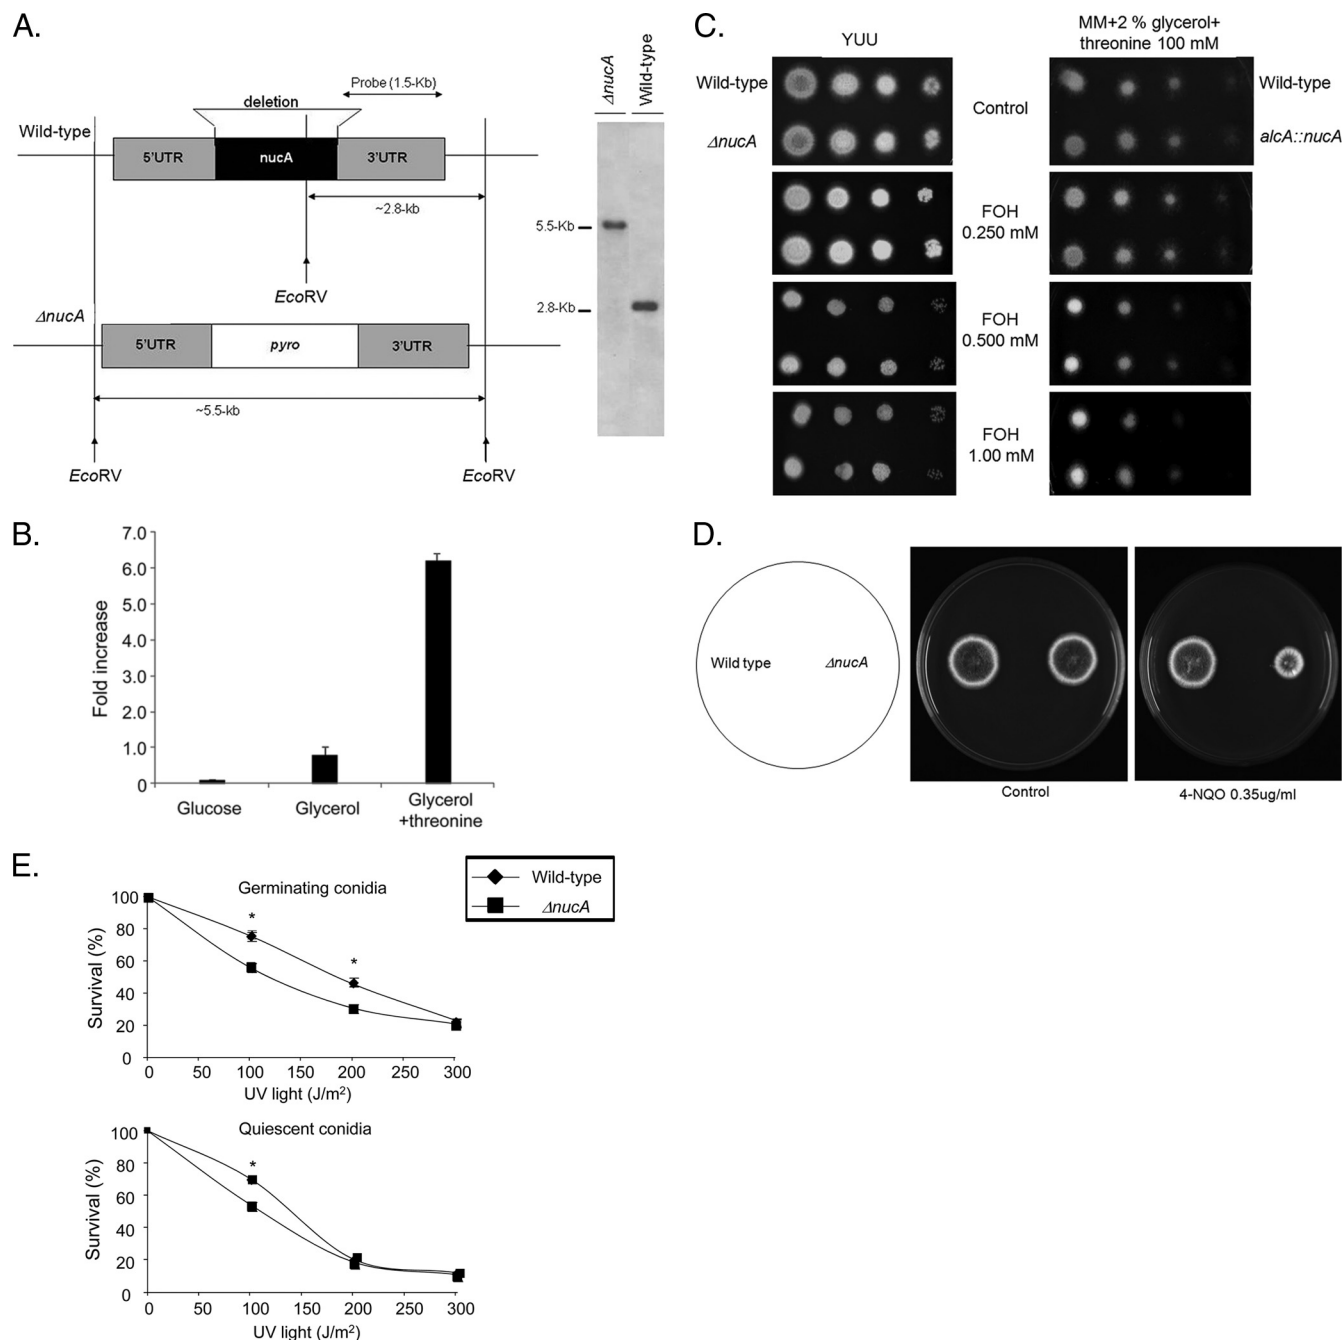 A.
Probe (1.5-Kb)
deletion
Wild-type
5'UTR
nucA
3'UTR
~2.8-kb
EcoRV
ΔnucA
5'UTR
pyro
3'UTR
~5.5-kb
EcoRV
EcoRV
ΔnucA
Wild-type
5.5-Kb
2.8-Kb
B.
Fold increase
7.0
6.0
5.0
4.0
3.0
2.0
1.0
0
Glucose
Glycerol
Glycerol
+threonine
C.
YUU
MM+2 % glycerol+
threonine 100 mM
Wild-type
ΔnucA
Control
Wild-type
alcA::nucA
FOH
0.250 mM
FOH
0.500 mM
FOH
1.00 mM
D.
Wild type
ΔnucA
Control
4-NQO 0.35ug/ml
E.
Wild-type
ΔnucA
Germinating conidia
Survival (%)
100
80
60
40
20
0
*
*
0 50 100 150 200 250 300
UV light (J/m²)
Quiescent conidia
Survival (%)
100
80
60
40
20
0
*
0 50 100 150 200 250 300
UV light (J/m²)